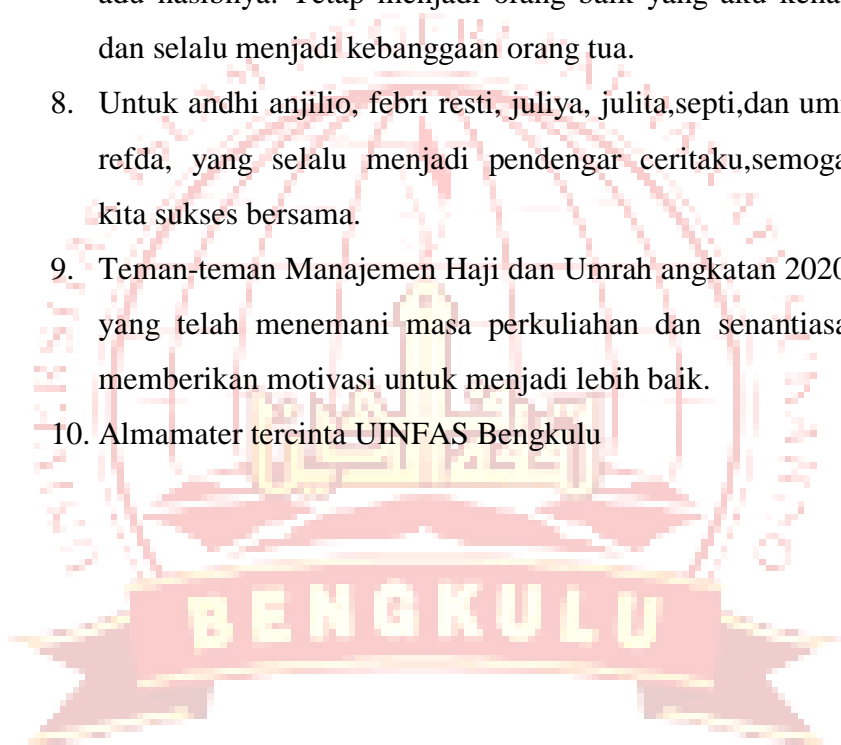 dan selalu menjadi kebanggaan orang tua.
8. Untuk andhi anjilio, febri resti, juliya, julita,septi,dan
refda, yang selalu menjadi pendengar ceritaku,semoga
kita sukses bersama.
9. Teman-teman Manajemen Haji dan Umrah angkatan 2020
yang telah menemani masa perkuliahan dan senantiasa
memberikan motivasi untuk menjadi lebih baik.
10. Almamater tercinta UINFAS Bengkulu
BENGKULU